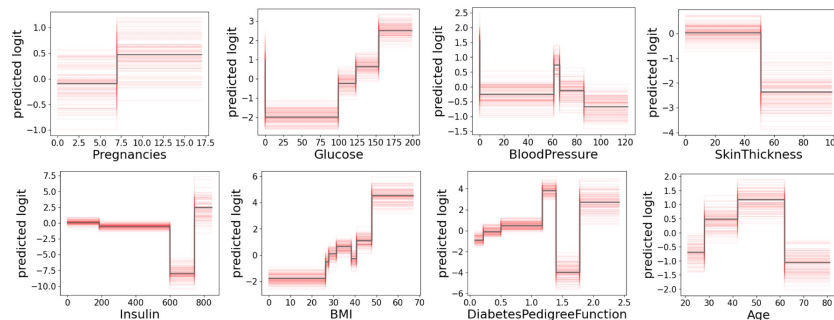 predicted logit
1.0
0.5
0.0
−0.5
−1.0
0.0 2.5 5.0 7.5 10.0 12.5 15.0 17.5
Pregnancies
predicted logit
3
2
1
0
−1
−2
0 25 50 75 100 125 150 175 200
Glucose
predicted logit
2.5
2.0
1.5
1.0
0.5
0.0
−0.5
−1.0
−1.5
0 20 40 60 80 100 120
BloodPressure
predicted logit
0
−1
−2
−3
−4
0 20 40 60 80 100
SkinThickness
predicted logit
7.5
5.0
2.5
0.0
−2.5
−5.0
−7.5
−10.0
0 200 400 600 800
Insulin
predicted logit
6
4
2
0
−2
0 10 20 30 40 50 60 70
BMI
predicted logit
4
2
0
−2
−4
−6
0.0 0.5 1.0 1.5 2.0 2.5
DiabetesPedigreeFunction
predicted logit
2.0
1.5
1.0
0.5
0.0
−0.5
−1.0
−1.5
−2.0
20 30 40 50 60 70 80
Age